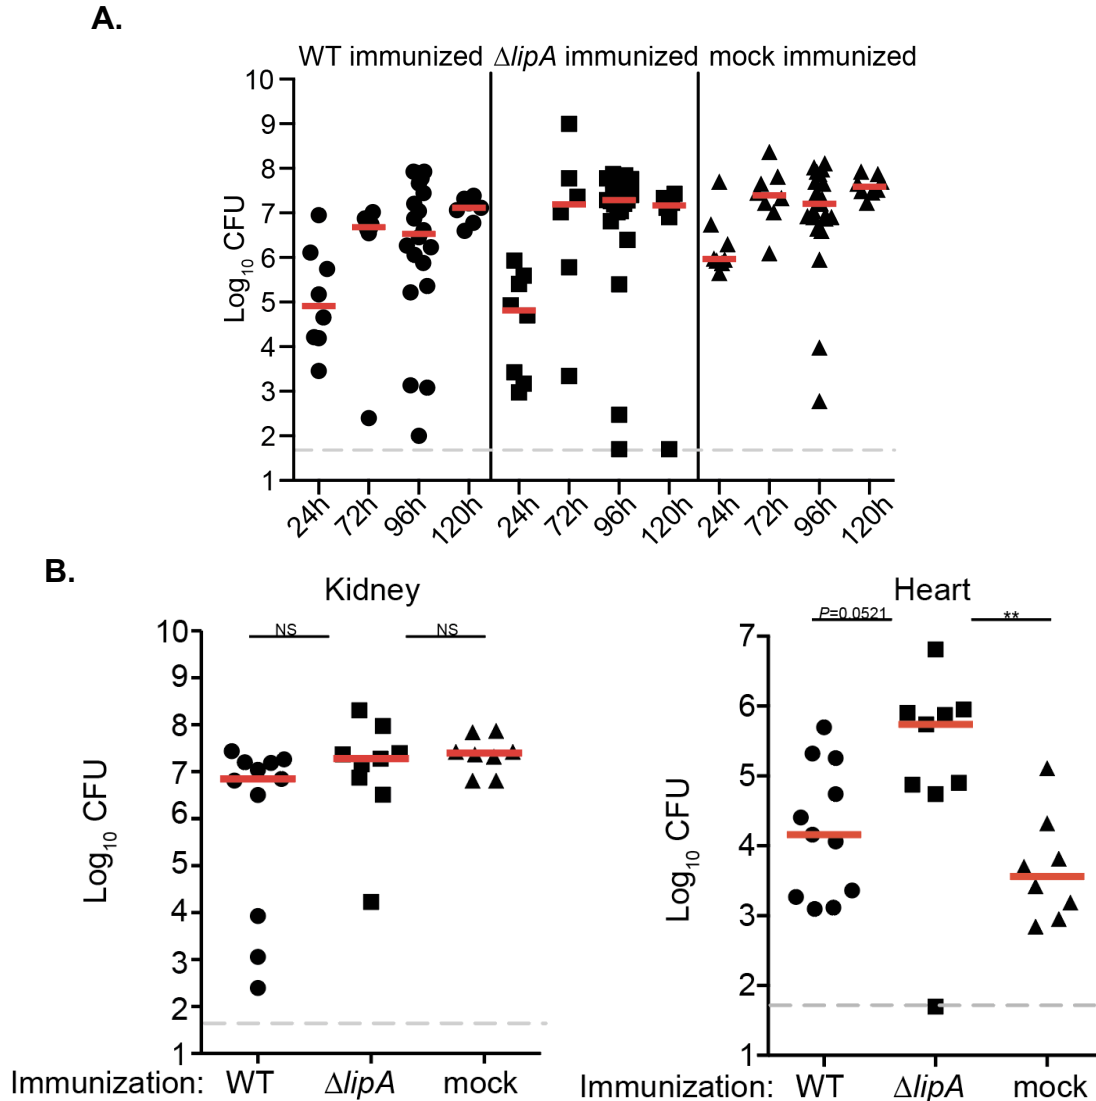 A.
WT immunized ΔlipA immunized mock immunized
Log10 CFU
10
9
8
7
6
5
4
3
2
1
24h 72h 96h 120h 24h 72h 96h 120h 24h 72h 96h 120h
B.
Kidney
NS NS
Log10 CFU
10
9
8
7
6
5
4
3
2
1
Immunization: WT ΔlipA mock
Heart
P=0.0521 **
Log10 CFU
7
6
5
4
3
2
1
Immunization: WT ΔlipA mock